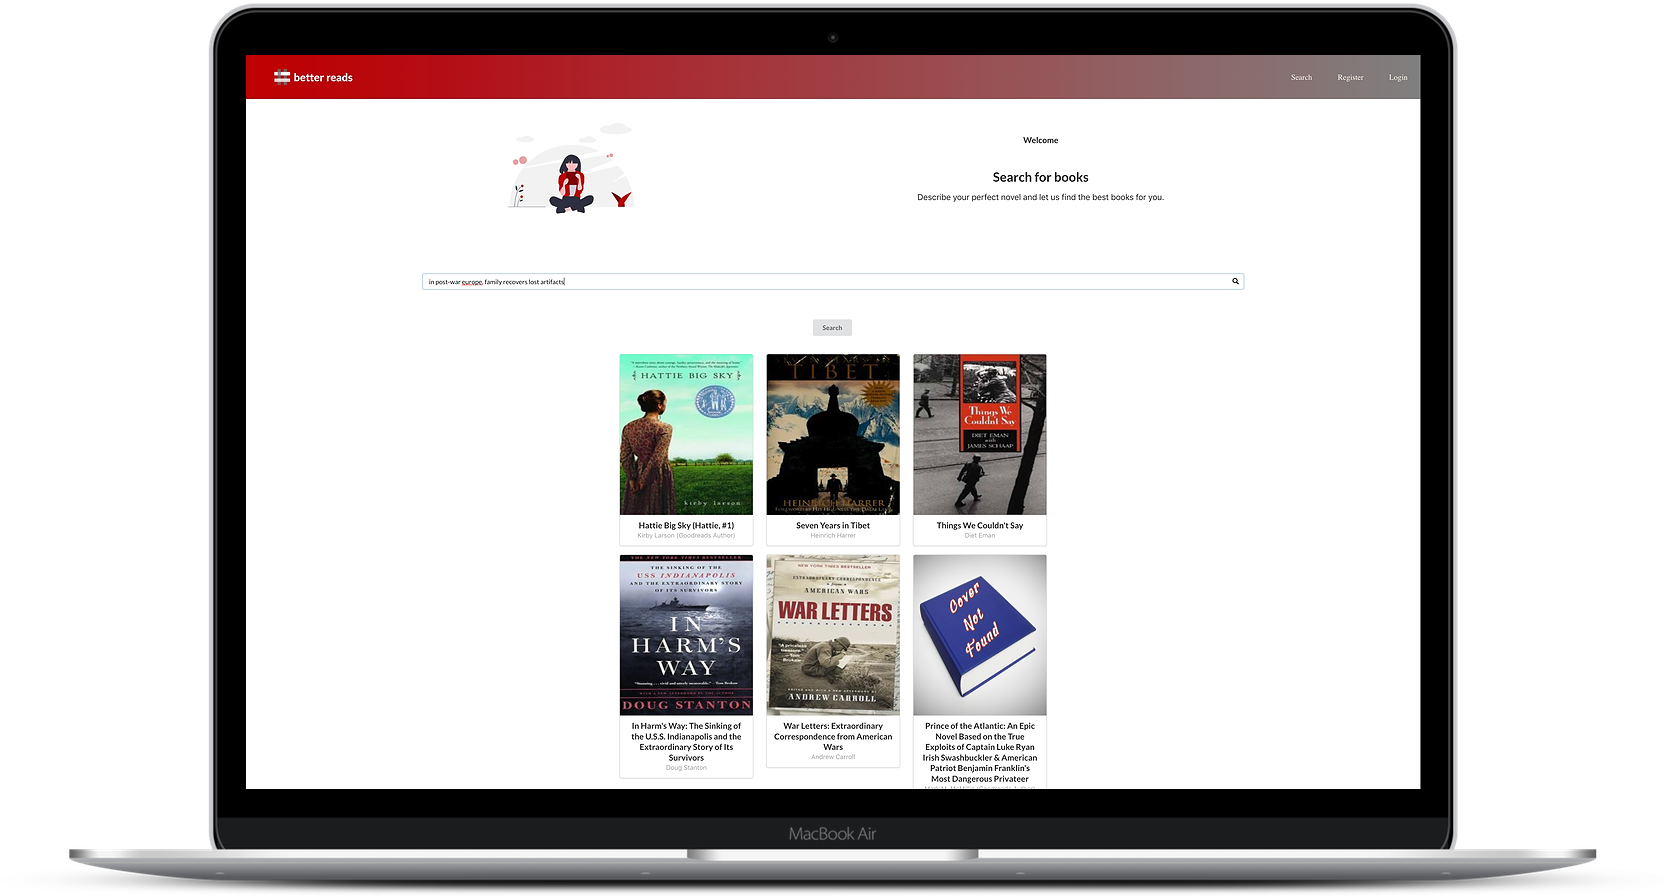 better reads
Search Register Login
Welcome
Search for books
Describe your perfect novel and let us find the best books for you.
in post-war europe, family recovers lost artifacts
Search
HATTIE BIG SKY
kirby larson
Hattie Big Sky (Hattie, #1)
Kirby Larson (Goodreads Author)
TIBET
HEINRICH HARRER
Seven Years in Tibet
Heinrich Harrer
Things We
Couldn't Say
DIET EMAN
with
JAMES SCHAAP
Things We Couldn't Say
Diet Eman
THE NEW YORK TIMES BESTSELLER
THE SINKING OF THE
USS INDIANAPOLIS
AND THE EXTRAORDINARY STORY
OF ITS SURVIVORS
IN
HARM'S
WAY
DOUG STANTON
In Harm's Way: The Sinking of
the U.S.S. Indianapolis and the
Extraordinary Story of Its
Survivors
Doug Stanton
NEW YORK TIMES BESTSELLER
EXTRAORDINARY CORRESPONDENCE
from
AMERICAN WARS
WAR LETTERS
ANDREW CARROLL
War Letters: Extraordinary
Correspondence from American
Wars
Andrew Carroll
Cover
Not
Found
Prince of the Atlantic: An Epic
Novel Based on the True
Exploits of Captain Luke Ryan
Irish Swashbuckler & American
Patriot Benjamin Franklin's
Most Dangerous Privateer
MacBook Air